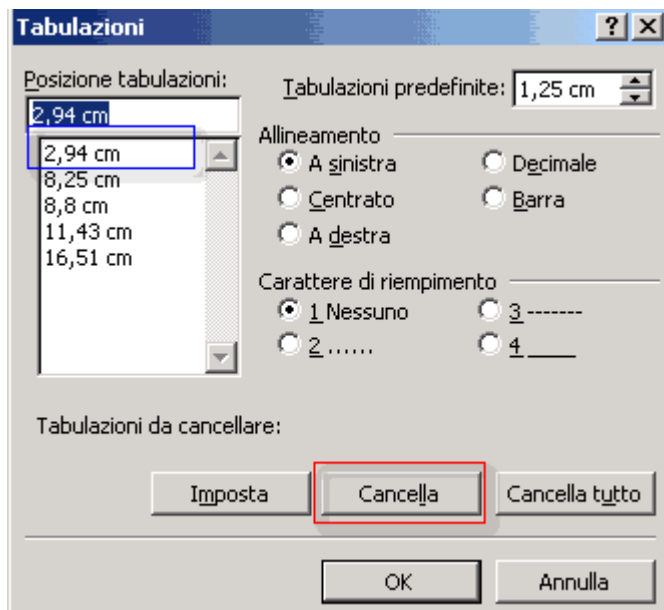 Tabulazioni
Posizione tabulazioni:
Tabulazioni predefinite: 1,25 cm
2,94 cm
2,94 cm
8,25 cm
8,8 cm
11,43 cm
16,51 cm
Allineamento
A sinistra
Decimale
Centrato
Barra
A destra
Carattere di riempimento
1 Nessuno
3 -------
2 ......
4 ____
Tabulazioni da cancellare:
Imposta
Cancella
Cancella tutto
OK
Annulla